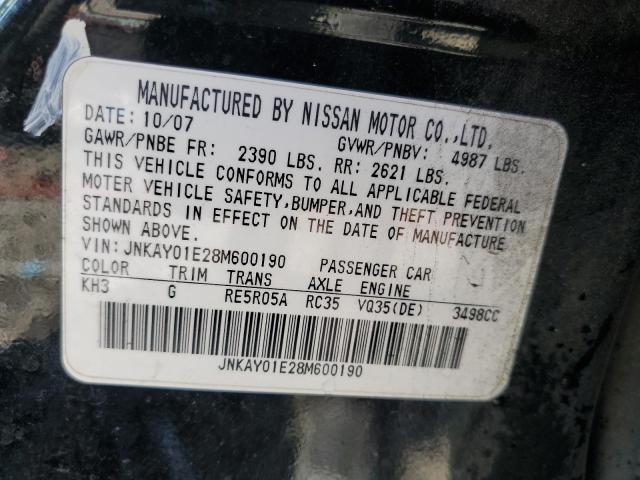 MANUFACTURED BY NISSAN MOTOR CO.,LTD.
DATE: 10/07 GVWR/PNBV: 4987 LBS.
GAWR/PNBE FR: 2390 LBS. RR: 2621 LBS.
THIS VEHICLE CONFORMS TO ALL APPLICABLE FEDERAL
MOTER VEHICLE SAFETY,BUMPER,AND THEFT PREVENTION
STANDARDS IN EFFECT ON THE DATE OF MANUFACTURE
SHOWN ABOVE.
VIN: JNKAY01E28M600190 PASSENGER CAR
COLOR TRIM TRANS AXLE ENGINE
KH3 G RE5R05A RC35 VQ35(DE) 3498CC
JNKAY01E28M600190